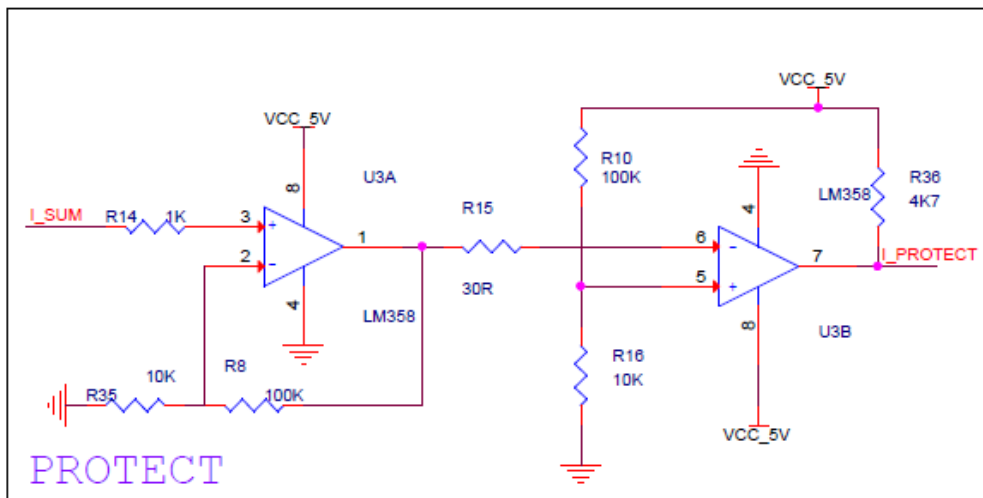 VCC_5V
VCC_5V
U3A
R10
100K
R36
4K7
LM358
I_SUM
R14
1K
8
3
+
2
-
1
4
R15
30R
4
6
-
5
+
7
I_PROTECT
8
LM358
U3B
R35
10K
R8
100K
R16
10K
VCC_5V
PROTECT